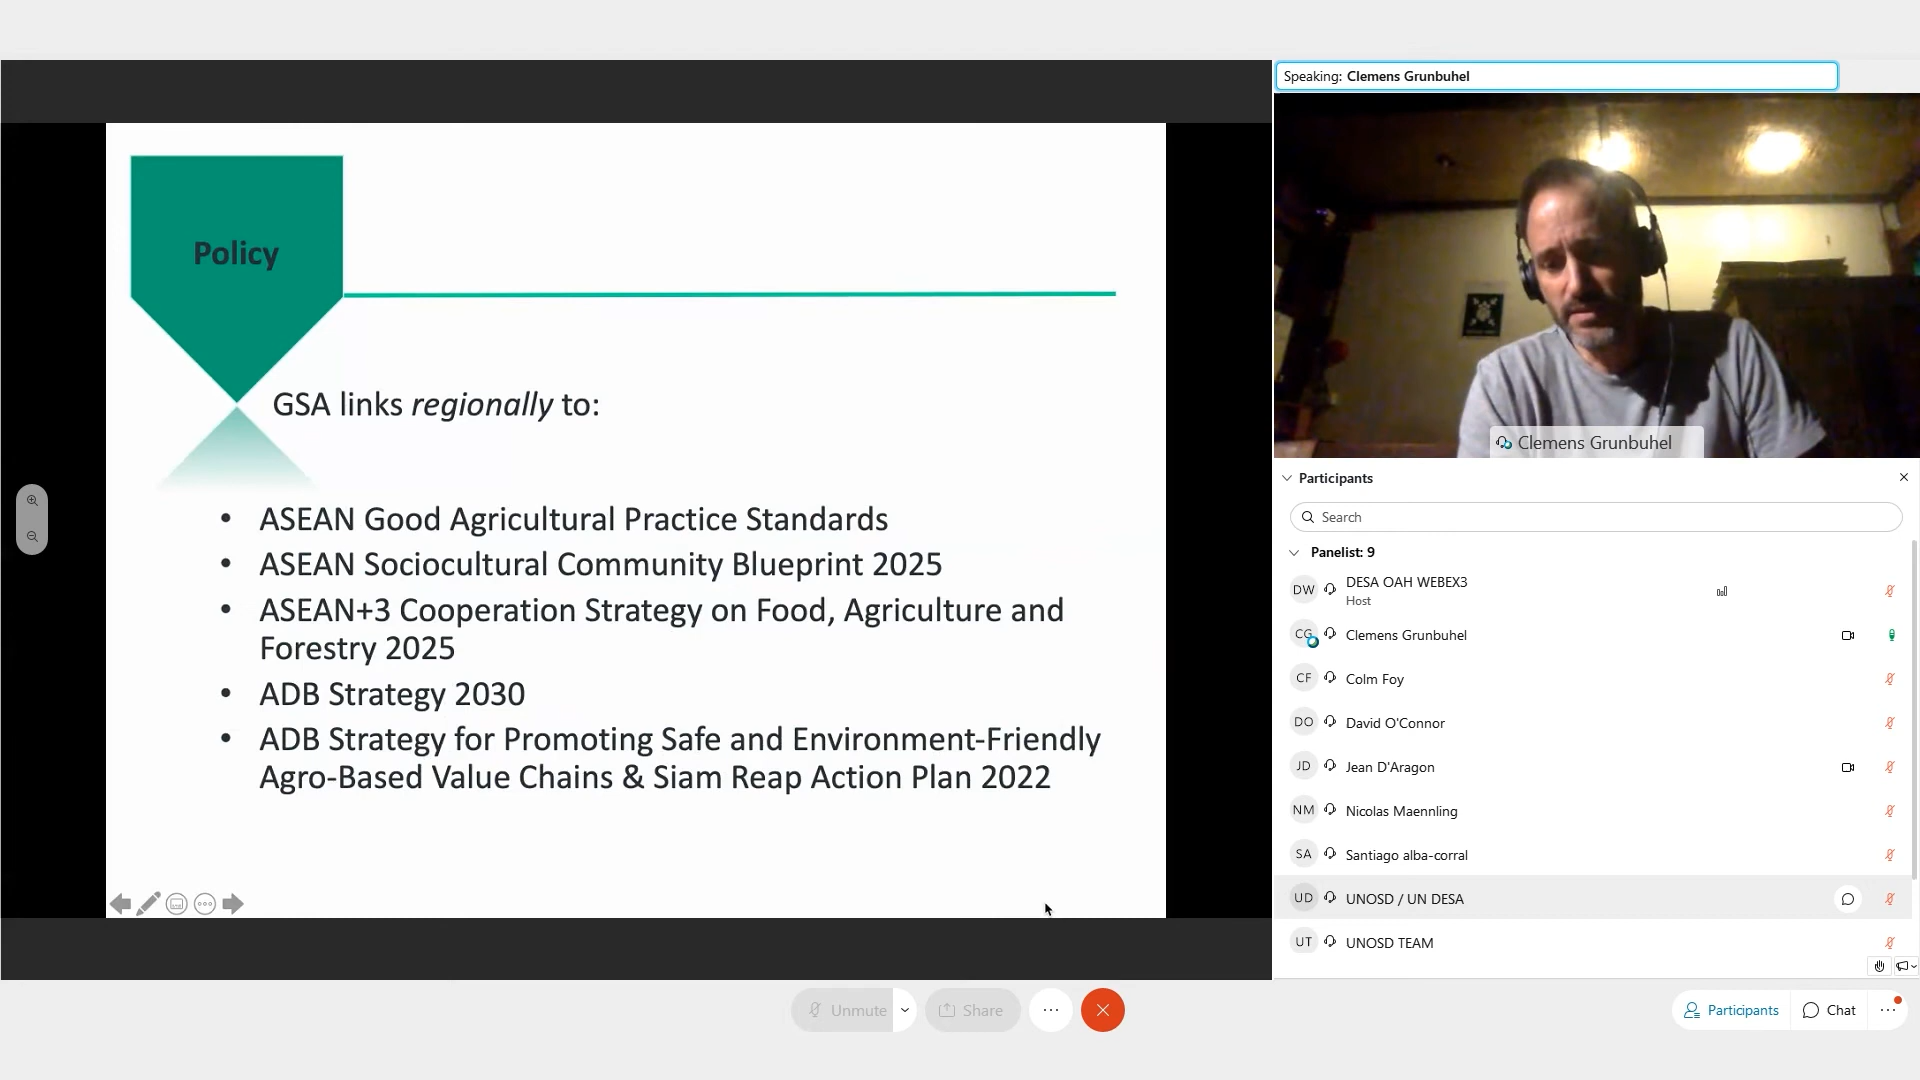 Speaking: Clemens Grunbuhel
Policy
GSA links regionally to:
• ASEAN Good Agricultural Practice Standards
• ASEAN Sociocultural Community Blueprint 2025
• ASEAN+3 Cooperation Strategy on Food, Agriculture and
Forestry 2025
• ADB Strategy 2030
• ADB Strategy for Promoting Safe and Environment-Friendly
Agro-Based Value Chains & Siam Reap Action Plan 2022
Clemens Grunbuhel
Participants
Search
Panelist: 9
DW DESA OAH WEBEX3
Host
CG Clemens Grunbuhel
CF Colm Foy
DO David O'Connor
JD Jean D'Aragon
NM Nicolas Maennling
SA Santiago alba-corral
UD UNOSD / UN DESA
UT UNOSD TEAM
Unmute
Share
Participants
Chat